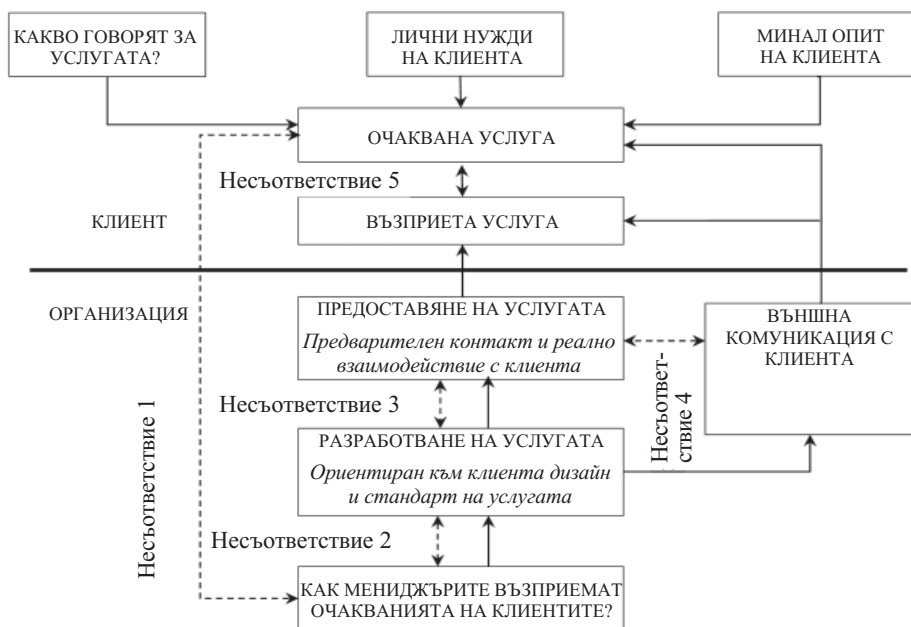 КАКВО ГОВОРЯТ ЗА
УСЛУГАТА?
ЛИЧНИ НУЖДИ
НА КЛИЕНТА
МИНАЛ ОПИТ
НА КЛИЕНТА
ОЧАКВАНА УСЛУГА
Несъответствие 5
ВЪЗПРИЕТА УСЛУГА
КЛИЕНТ
ОРГАНИЗАЦИЯ
ПРЕДОСТАВЯНЕ НА УСЛУГАТА
Предварителен контакт и реално
взаимодействие с клиента
ВЪНШНА
КОМУНИКАЦИЯ С
КЛИЕНТА
Несъответствие 1
Несъответствие 3
Несъответ-
ствие 4
РАЗРАБОТВАНЕ НА УСЛУГАТА
Ориентиран към клиента дизайн
и стандарт на услугата
Несъответствие 2
КАК МЕНИДЖЪРИТЕ ВЪЗПРИЕМАТ
ОЧАКВАНИЯТА НА КЛИЕНТИТЕ?